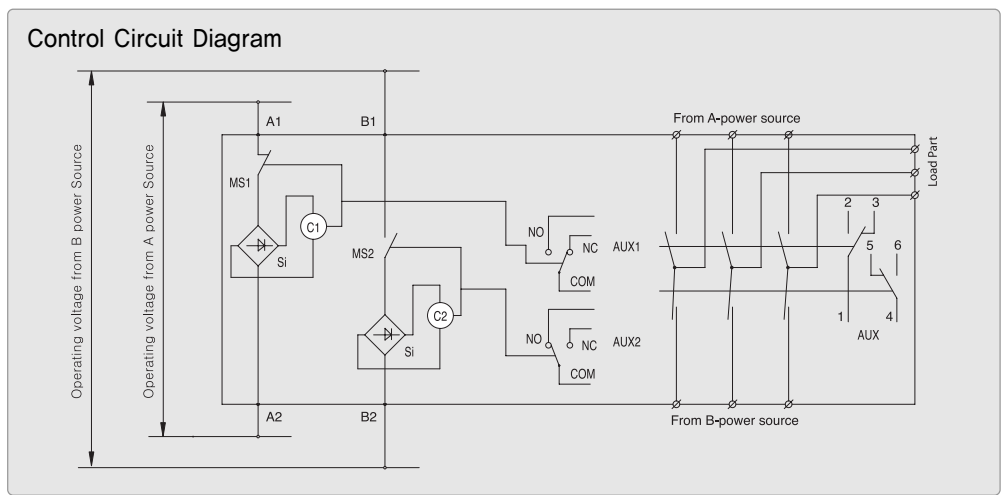 Control Circuit Diagram
Operating voltage from B power Source
Operating voltage from A power Source
A1
B1
MS1
C1
Si
MS2
C2
Si
A2
B2
NO
NC
AUX1
COM
NO
NC
AUX2
COM
From A-power source
Load Part
2
3
5
6
1
4
AUX
From B-power source